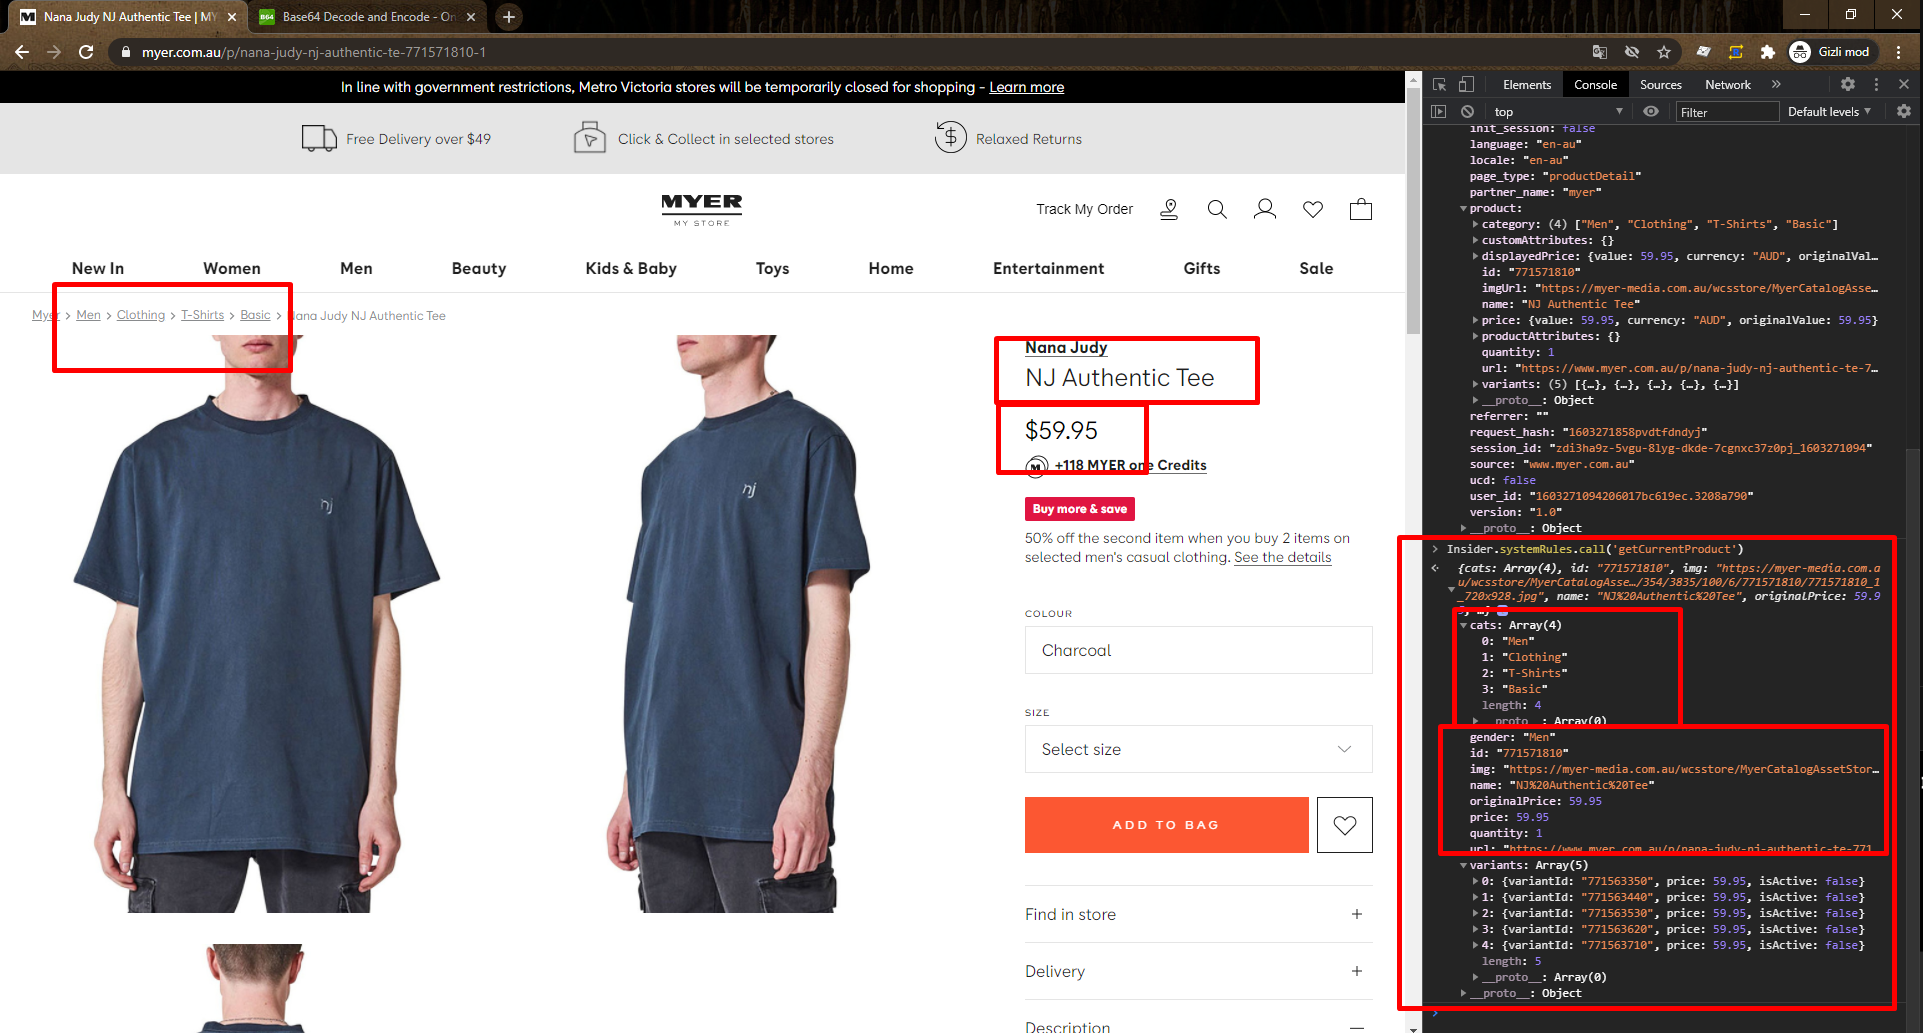 Nana Judy NJ Authentic Tee | MY
Base64 Decode and Encode - On
myer.com.au/p/nana-judy-nj-authentic-te-771571810-1
Gizli mod
In line with government restrictions, Metro Victoria stores will be temporarily closed for shopping - Learn more
Free Delivery over $49
Click & Collect in selected stores
Relaxed Returns
MYER
MY STORE
Track My Order
New In
Women
Men
Beauty
Kids & Baby
Toys
Home
Entertainment
Gifts
Sale
Myer > Men > Clothing > T-Shirts > Basic > Nana Judy NJ Authentic Tee
nj
nj
Nana Judy
NJ Authentic Tee
$59.95
+118 MYER one Credits
Buy more & save
50% off the second item when you buy 2 items on
selected men's casual clothing. See the details
COLOUR
Charcoal
SIZE
Select size
ADD TO BAG
Find in store
Delivery
Description
Elements
Console
Sources
Network
top
Filter
Default levels
init_session: false
language: "en-au"
locale: "en-au"
page_type: "productDetail"
partner_name: "myer"
product:
category: (4) ["Men", "Clothing", "T-Shirts", "Basic"]
customAttributes: {}
displayedPrice: {value: 59.95, currency: "AUD", originalVal…
id: "771571810"
imgUrl: "https://myer-media.com.au/wcsstore/MyerCatalogAsse…
name: "NJ Authentic Tee"
price: {value: 59.95, currency: "AUD", originalValue: 59.95}
productAttributes: {}
quantity: 1
url: "https://www.myer.com.au/p/nana-judy-nj-authentic-te-7…
variants: (5) [{…}, {…}, {…}, {…}, {…}]
__proto__: Object
referrer: ""
request_hash: "1603271858pvdtfdndyj"
session_id: "zdi3ha9z-5vgu-8lyg-dkde-7cgnxc37z0pj_1603271094"
source: "www.myer.com.au"
ucd: false
user_id: "1603271094206017bc619ec.3208a790"
version: "1.0"
__proto__: Object
Insider.systemRules.call('getCurrentProduct')
{cats: Array(4), id: "771571810", img: "https://myer-media.com.a
u/wcsstore/MyerCatalogAsse…/354/3835/100/6/771571810/771571810_1
_720x928.jpg", name: "NJ%20Authentic%20Tee", originalPrice: 59.9
cats: Array(4)
0: "Men"
1: "Clothing"
2: "T-Shirts"
3: "Basic"
length: 4
__proto__: Array(0)
gender: "Men"
id: "771571810"
img: "https://myer-media.com.au/wcsstore/MyerCatalogAssetStor…
name: "NJ%20Authentic%20Tee"
originalPrice: 59.95
price: 59.95
quantity: 1
url: "https://www.myer.com.au/p/nana-judy-nj-authentic-te-771
variants: Array(5)
0: {variantId: "771563350", price: 59.95, isActive: false}
1: {variantId: "771563440", price: 59.95, isActive: false}
2: {variantId: "771563530", price: 59.95, isActive: false}
3: {variantId: "771563620", price: 59.95, isActive: false}
4: {variantId: "771563710", price: 59.95, isActive: false}
length: 5
__proto__: Array(0)
__proto__: Object